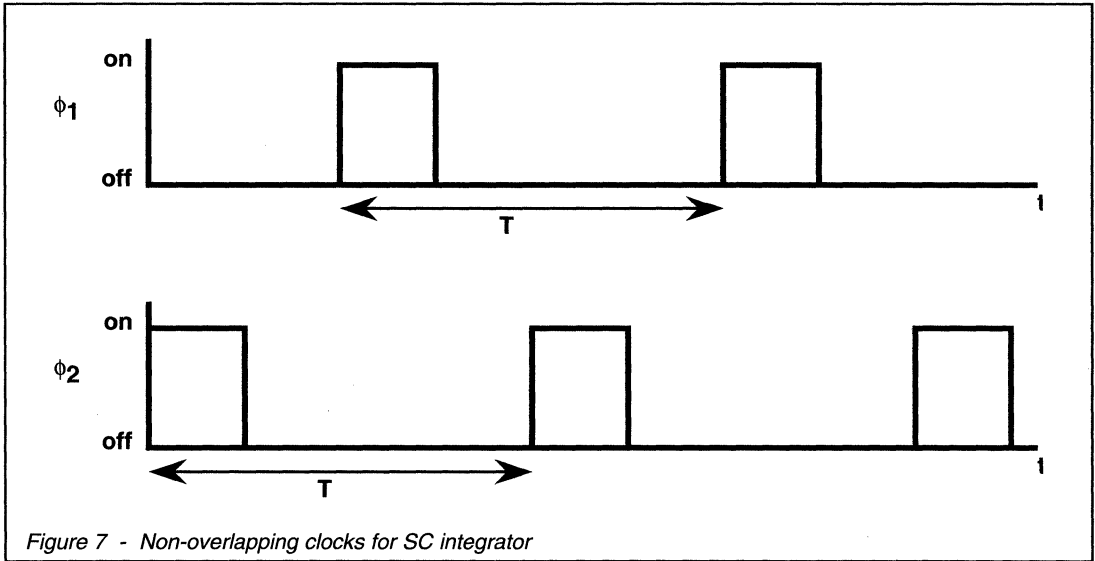 on
ϕ1
off
t
T
on
ϕ2
off
t
T
Figure 7 - Non-overlapping clocks for SC integrator